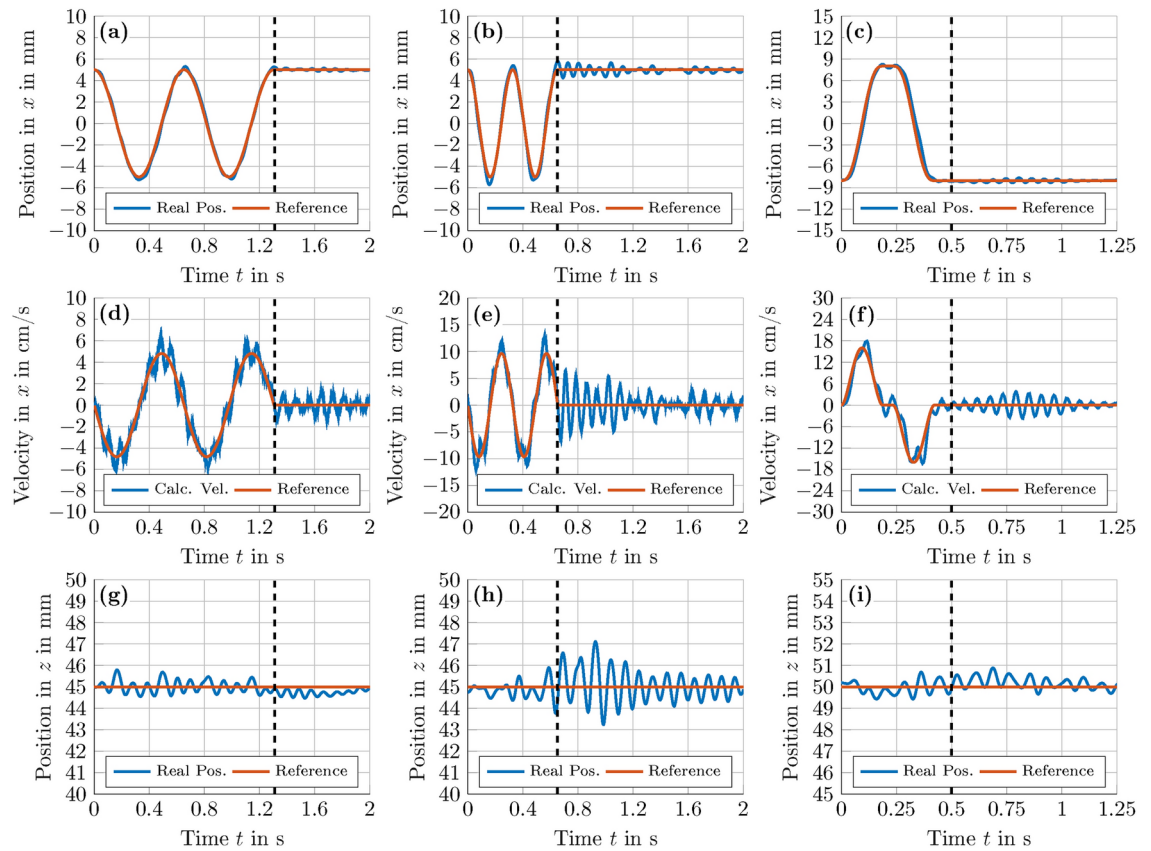 (a)
Position in x in mm
10
8
6
4
2
0
−2
−4
−6
−8
−10
Real Pos. Reference
0 0.4 0.8 1.2 1.6 2
Time t in s
(b)
Position in x in mm
10
8
6
4
2
0
−2
−4
−6
−8
−10
Real Pos. Reference
0 0.4 0.8 1.2 1.6 2
Time t in s
(c)
Position in x in mm
15
12
9
6
3
0
−3
−6
−9
−12
−15
Real Pos. Reference
0 0.25 0.5 0.75 1 1.25
Time t in s
(d)
Velocity in x in cm/s
10
8
6
4
2
0
−2
−4
−6
−8
−10
Calc. Vel. Reference
0 0.4 0.8 1.2 1.6 2
Time t in s
(e)
Velocity in x in cm/s
20
15
10
5
0
−5
−10
−15
−20
Calc. Vel. Reference
0 0.4 0.8 1.2 1.6 2
Time t in s
(f)
Velocity in x in cm/s
30
24
18
12
6
0
−6
−12
−18
−24
−30
Calc. Vel. Reference
0 0.25 0.5 0.75 1 1.25
Time t in s
(g)
Position in z in mm
50
49
48
47
46
45
44
43
42
41
40
Real Pos. Reference
0 0.4 0.8 1.2 1.6 2
Time t in s
(h)
Position in z in mm
50
49
48
47
46
45
44
43
42
41
40
Real Pos. Reference
0 0.4 0.8 1.2 1.6 2
Time t in s
(i)
Position in z in mm
55
54
53
52
51
50
49
48
47
46
45
Real Pos. Reference
0 0.25 0.5 0.75 1 1.25
Time t in s